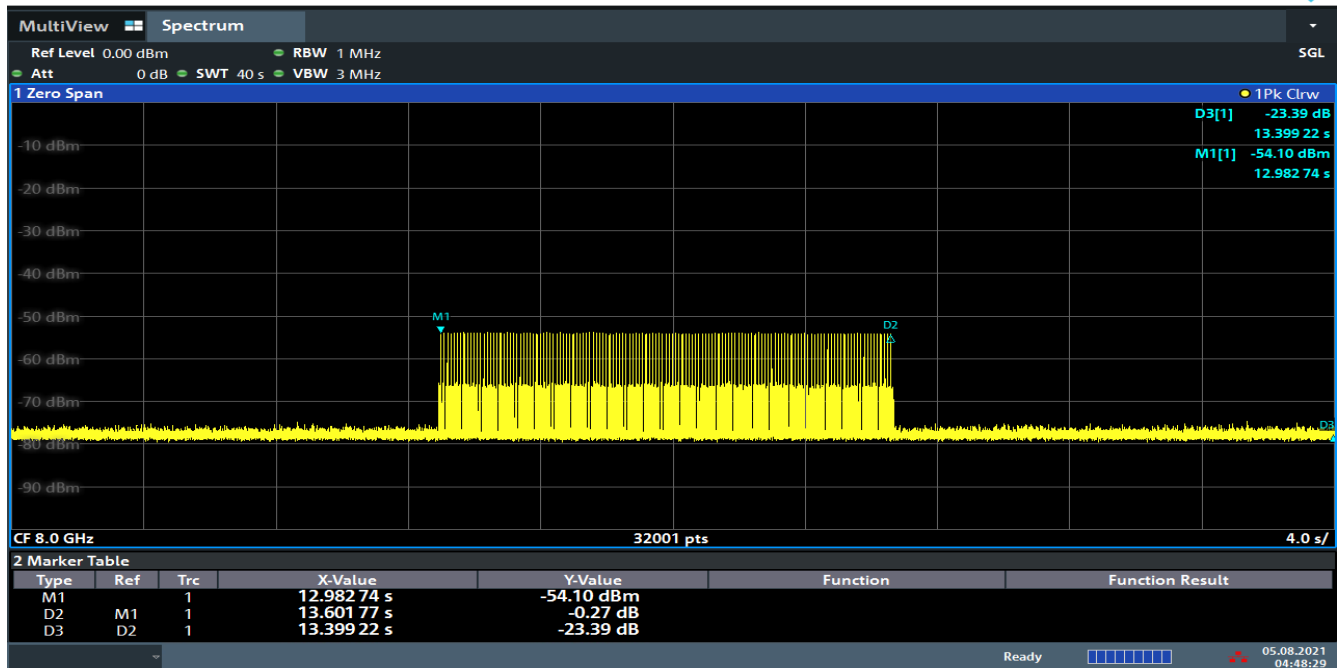 MultiView Spectrum
Ref Level 0.00 dBm RBW 1 MHz SGL
Att 0 dB SWT 40 s VBW 3 MHz
1 Zero Span 1Pk Clrw
D3[1] -23.39 dB
13.399 22 s
-10 dBm
M1[1] -54.10 dBm
12.982 74 s
-20 dBm
-30 dBm
-40 dBm
-50 dBm
M1
D2
-60 dBm
-70 dBm
D3
-80 dBm
-90 dBm
CF 8.0 GHz 32001 pts 4.0 s/
2 Marker Table
Type Ref Trc X-Value Y-Value Function Function Result
M1 1 12.982 74 s -54.10 dBm
D2 M1 1 13.601 77 s -0.27 dB
D3 D2 1 13.399 22 s -23.39 dB
Ready 05.08.2021
04:48:29